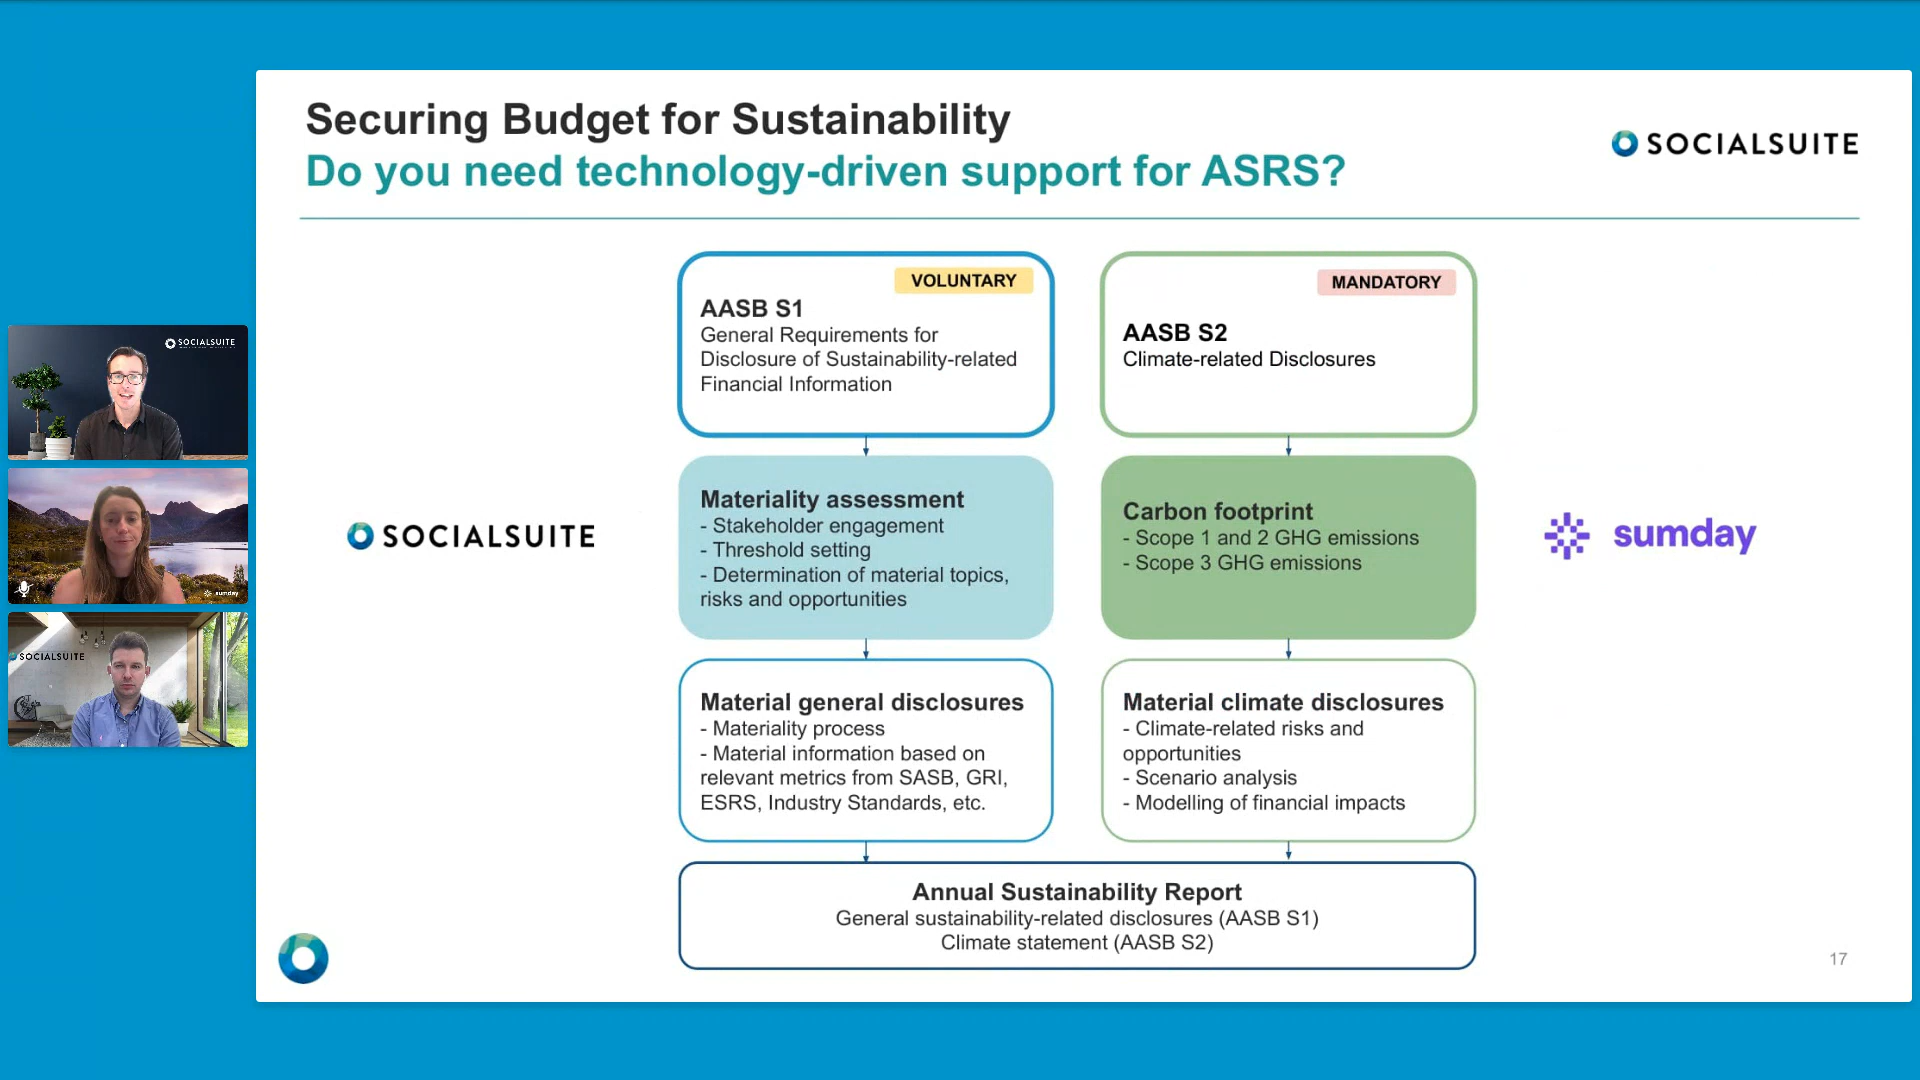 Securing Budget for Sustainability
Do you need technology-driven support for ASRS?
SOCIALSUITE
VOLUNTARY
AASB S1
General Requirements for
Disclosure of Sustainability-related
Financial Information
MANDATORY
AASB S2
Climate-related Disclosures
SOCIALSUITE
Materiality assessment
- Stakeholder engagement
- Threshold setting
- Determination of material topics,
risks and opportunities
Carbon footprint
- Scope 1 and 2 GHG emissions
- Scope 3 GHG emissions
sumday
Material general disclosures
- Materiality process
- Material information based on
relevant metrics from SASB, GRI,
ESRS, Industry Standards, etc.
Material climate disclosures
- Climate-related risks and
opportunities
- Scenario analysis
- Modelling of financial impacts
Annual Sustainability Report
General sustainability-related disclosures (AASB S1)
Climate statement (AASB S2)
17
SOCIALSUITE
sumday
SOCIALSUITE